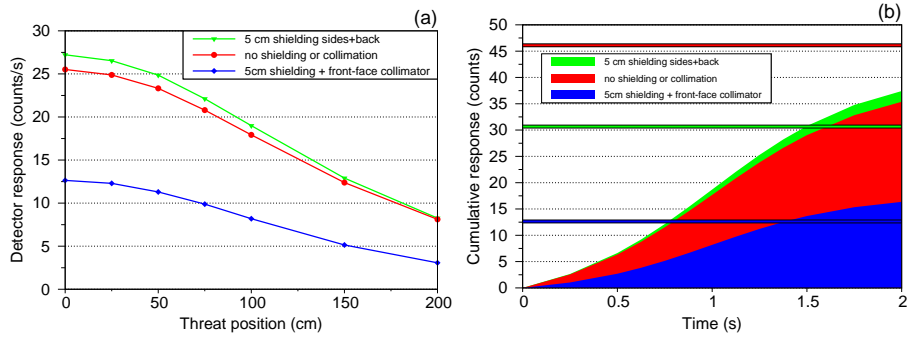 (a)
30
25
20
15
10
5
0
Detector response (counts/s)
5 cm shielding sides+back
no shielding or collimation
5cm shielding + front-face collimator
0 50 100 150 200
Threat position (cm)
(b)
50
45
40
35
30
25
20
15
10
5
0
Cumulative response (counts)
5 cm shielding sides+back
no shielding or collimation
5cm shielding + front-face collimator
0 0.5 1 1.5 2
Time (s)